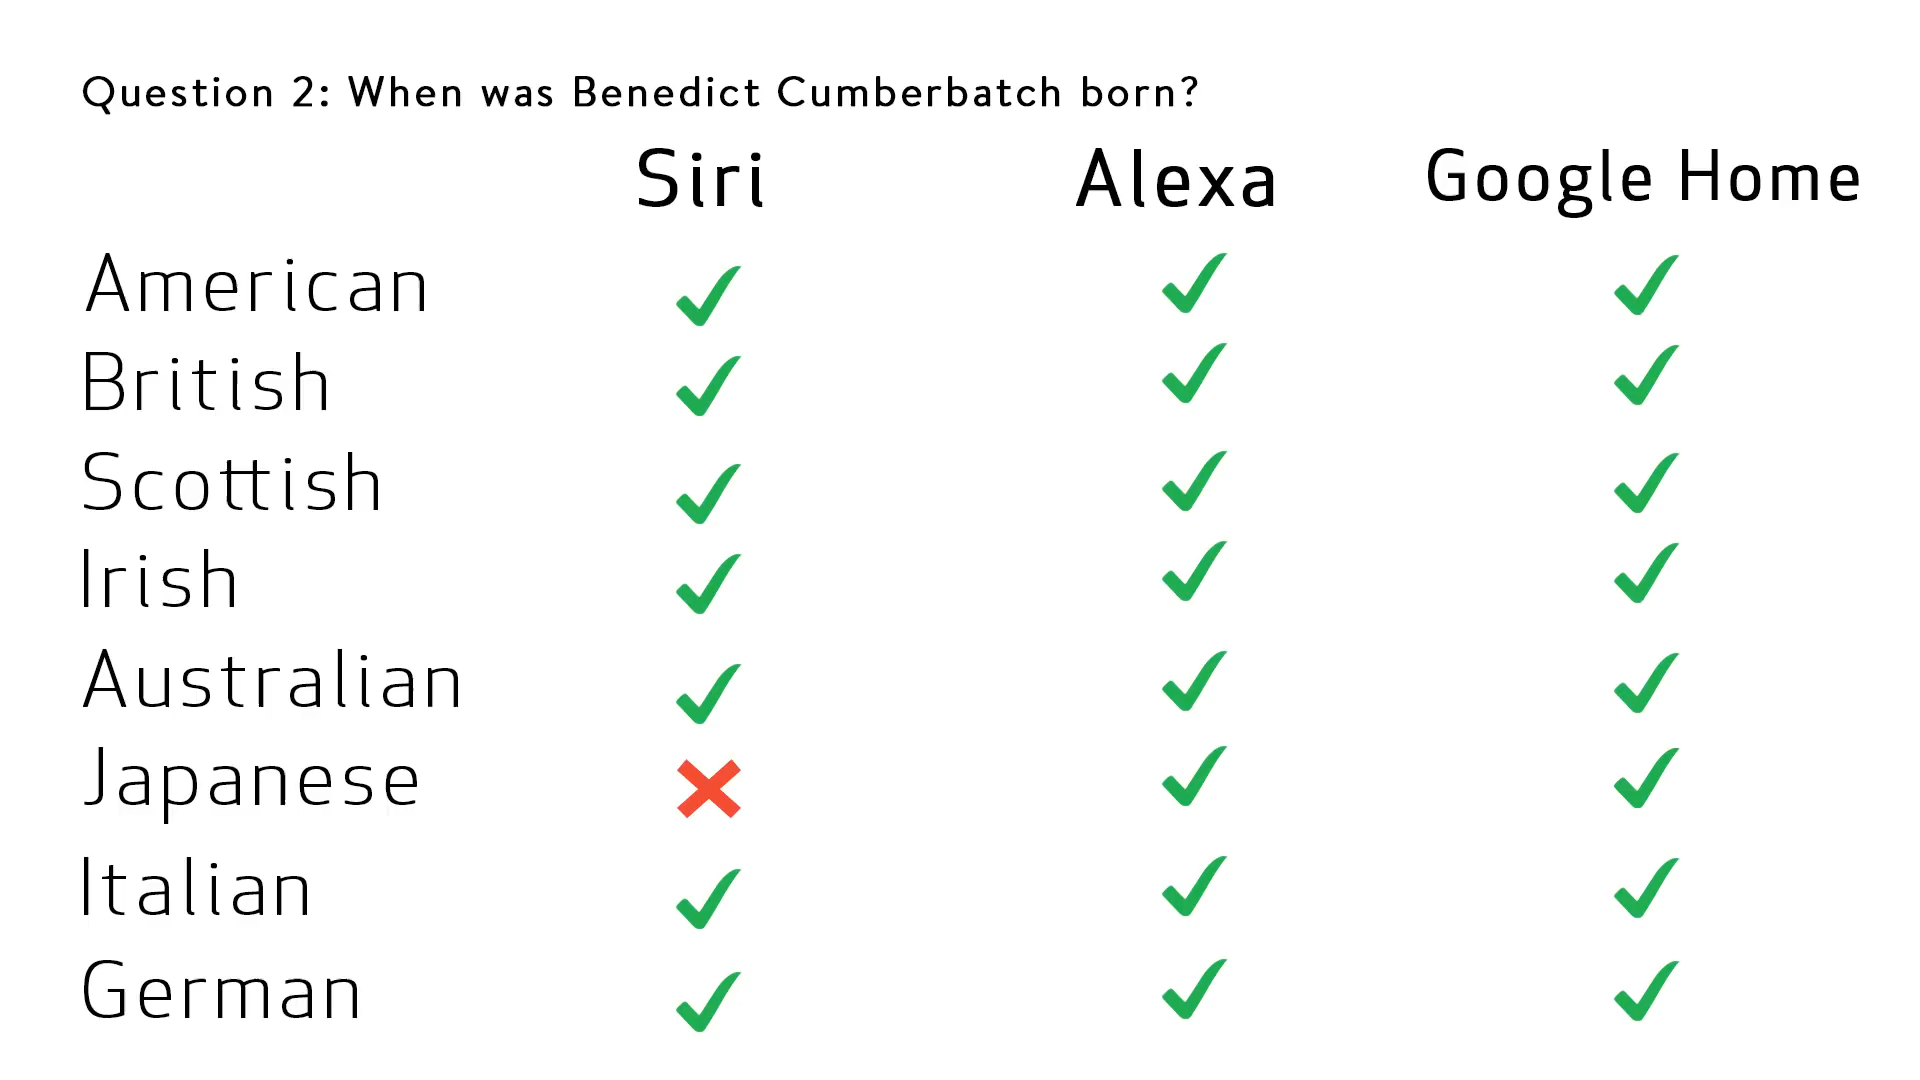 Question 2: When was Benedict Cumberbatch born?
Siri Alexa Google Home
American
British
Scottish
Irish
Australian
Japanese
Italian
German